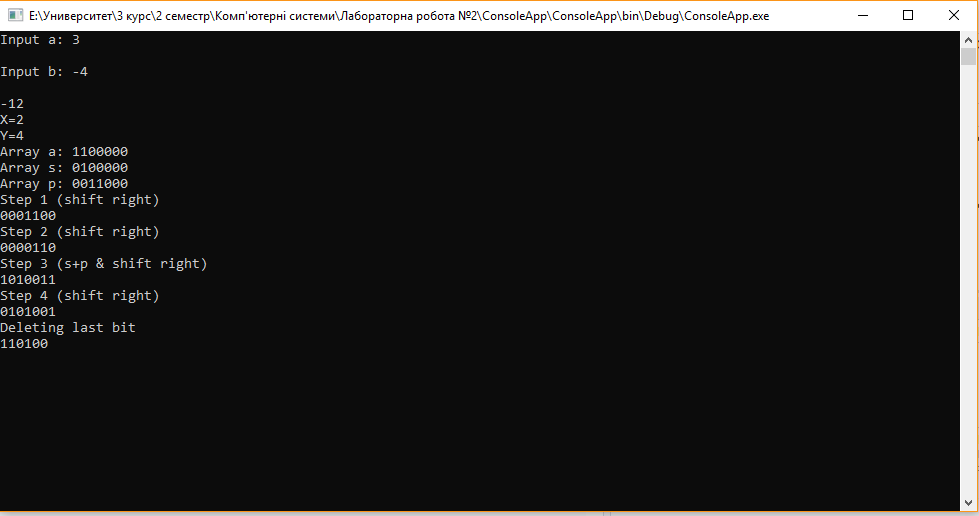 E:\Университет\3 курс\2 семестр\Комп'ютерні системи\Лабораторна робота №2\ConsoleApp\ConsoleApp\bin\Debug\ConsoleApp.exe
Input a: 3
Input b: -4
-12
X=2
Y=4
Array a: 1100000
Array s: 0100000
Array p: 0011000
Step 1 (shift right)
0001100
Step 2 (shift right)
0000110
Step 3 (s+p & shift right)
1010011
Step 4 (shift right)
0101001
Deleting last bit
110100